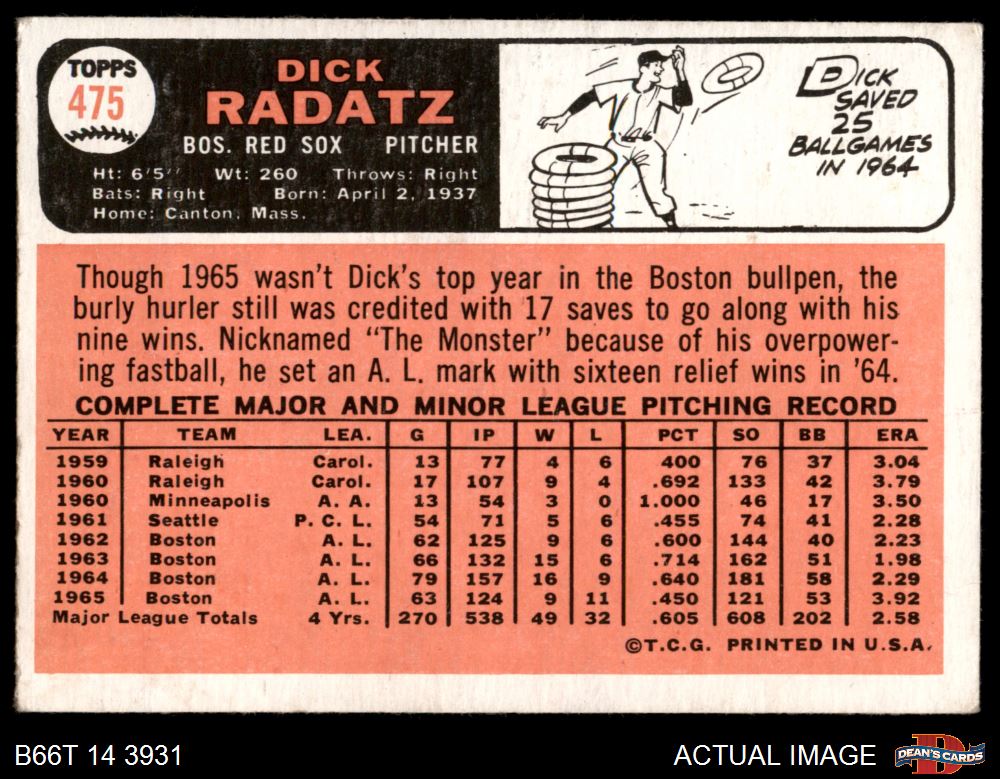 TOPPS
475
DICK
RADATZ
BOS. RED SOX PITCHER
Ht: 6'5" Wt: 260 Throws: Right
Bats: Right Born: April 2, 1937
Home: Canton, Mass.
DICK
SAVED
25
BALLGAMES
IN 1964
Though 1965 wasn't Dick's top year in the Boston bullpen, the
burly hurler still was credited with 17 saves to go along with his
nine wins. Nicknamed "The Monster" because of his overpower-
ing fastball, he set an A. L. mark with sixteen relief wins in '64.
COMPLETE MAJOR AND MINOR LEAGUE PITCHING RECORD
YEAR TEAM LEA. G IP W L PCT SO BB ERA
1959 Raleigh Carol. 13 77 4 6 400 76 37 3.04
1960 Raleigh Carol. 17 107 9 4 .692 133 42 3.79
1960 Minneapolis A. A. 13 54 3 0 1.000 46 17 3.50
1961 Seattle P. C. L. 54 71 5 6 .455 74 41 2.28
1962 Boston A. L. 62 125 9 6 .600 144 40 2.23
1963 Boston A. L. 66 132 15 6 .714 162 51 1.98
1964 Boston A. L. 79 157 16 9 .640 181 58 2.29
1965 Boston A. L. 63 124 9 11 .450 121 53 3.92
Major League Totals 4 Yrs. 270 538 49 32 .605 608 202 2.58
©T.C.G. PRINTED IN U.S.A.
B66T 14 3931
ACTUAL IMAGE
DEAN'S CARDS